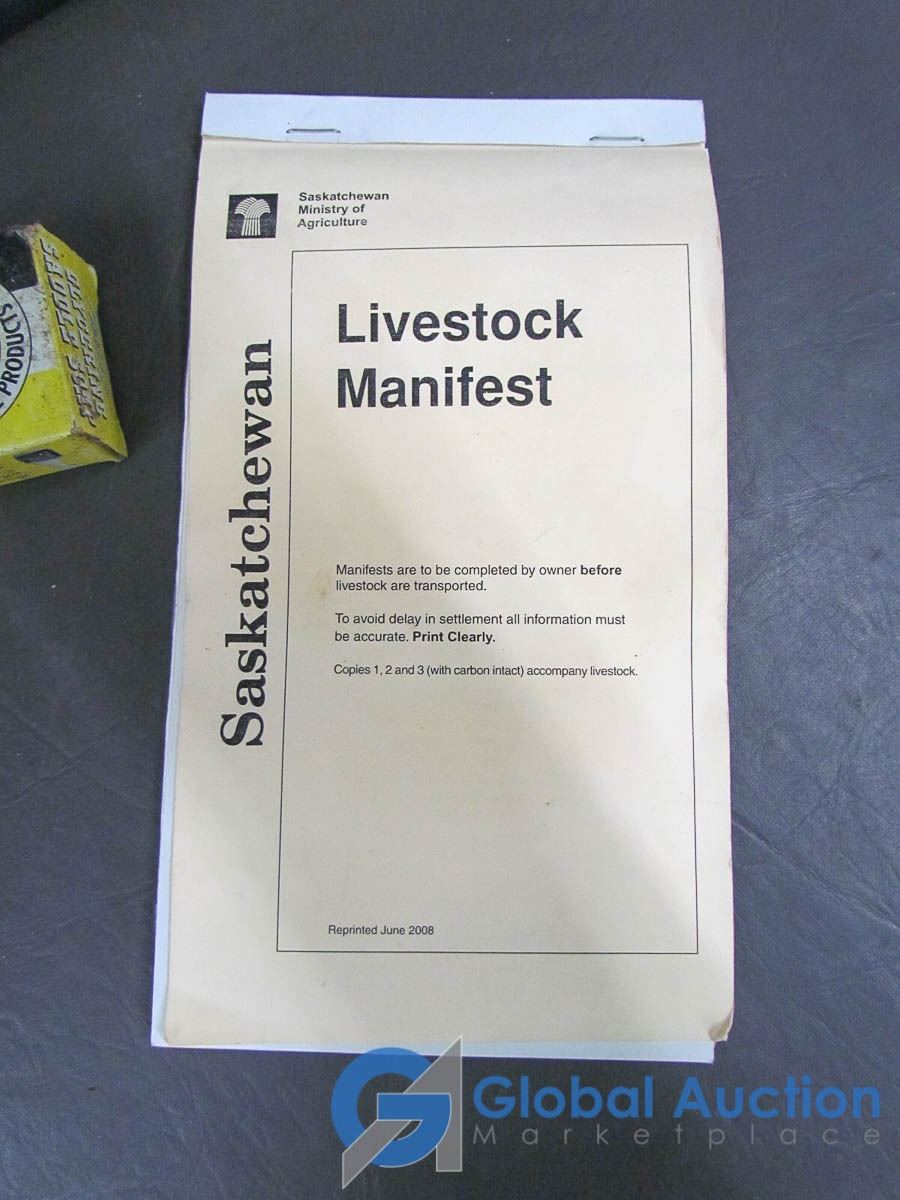 Saskatchewan
Ministry of
Agriculture
Livestock
Manifest
Saskatchewan
Manifests are to be completed by owner before
livestock are transported.
To avoid delay in settlement all information must
be accurate. Print Clearly.
Copies 1, 2 and 3 (with carbon intact) accompany livestock.
Reprinted June 2008
PRODUCTS
GA
Global Auction
Marketplace